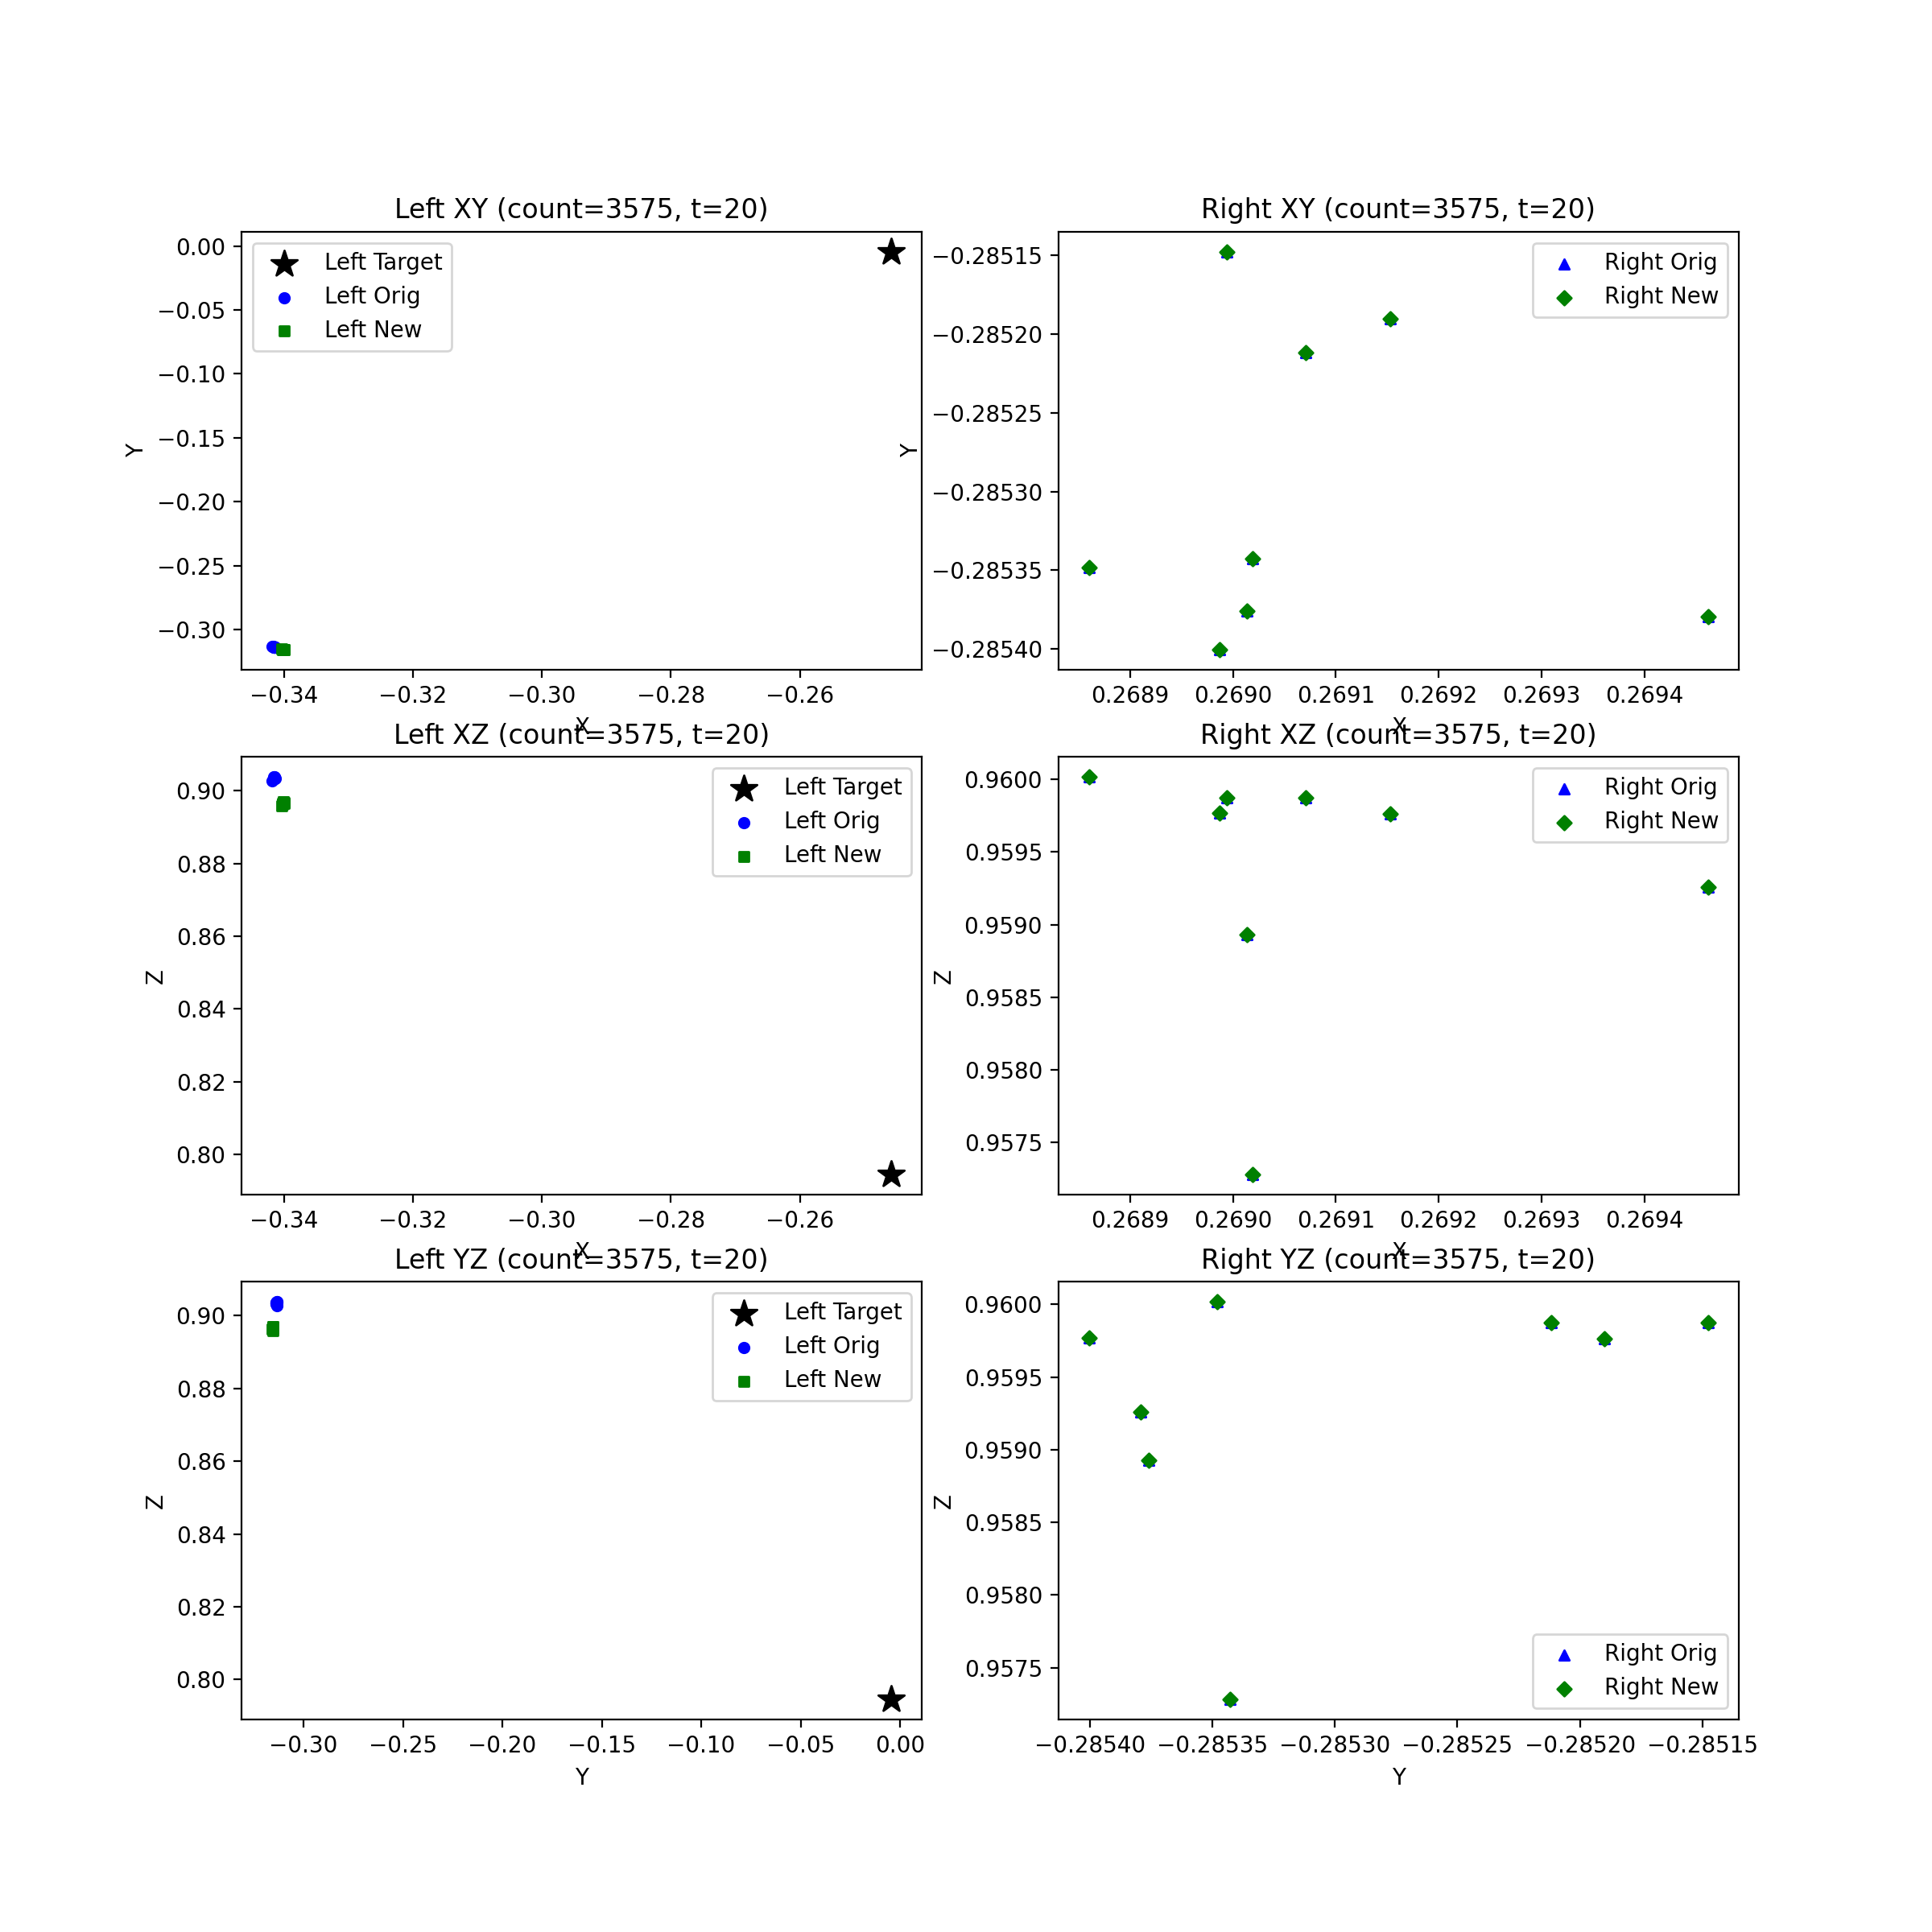 Left XY (count=3575, t=20)
Left Target
Left Orig
Left New
0.00
−0.05
−0.10
−0.15
−0.20
−0.25
−0.30
Y
−0.34
−0.32
−0.30
−0.28
−0.26
X
Right XY (count=3575, t=20)
Right Orig
Right New
−0.28515
−0.28520
−0.28525
−0.28530
−0.28535
−0.28540
Y
0.2689
0.2690
0.2691
0.2692
0.2693
0.2694
X
Left XZ (count=3575, t=20)
Left Target
Left Orig
Left New
0.90
0.88
0.86
0.84
0.82
0.80
Z
−0.34
−0.32
−0.30
−0.28
−0.26
X
Right XZ (count=3575, t=20)
Right Orig
Right New
0.9600
0.9595
0.9590
0.9585
0.9580
0.9575
Z
0.2689
0.2690
0.2691
0.2692
0.2693
0.2694
X
Left YZ (count=3575, t=20)
Left Target
Left Orig
Left New
0.90
0.88
0.86
0.84
0.82
0.80
Z
−0.30
−0.25
−0.20
−0.15
−0.10
−0.05
0.00
Y
Right YZ (count=3575, t=20)
0.9600
0.9595
0.9590
0.9585
0.9580
0.9575
Z
Right Orig
Right New
−0.28540
−0.28535
−0.28530
−0.28525
−0.28520
−0.28515
Y